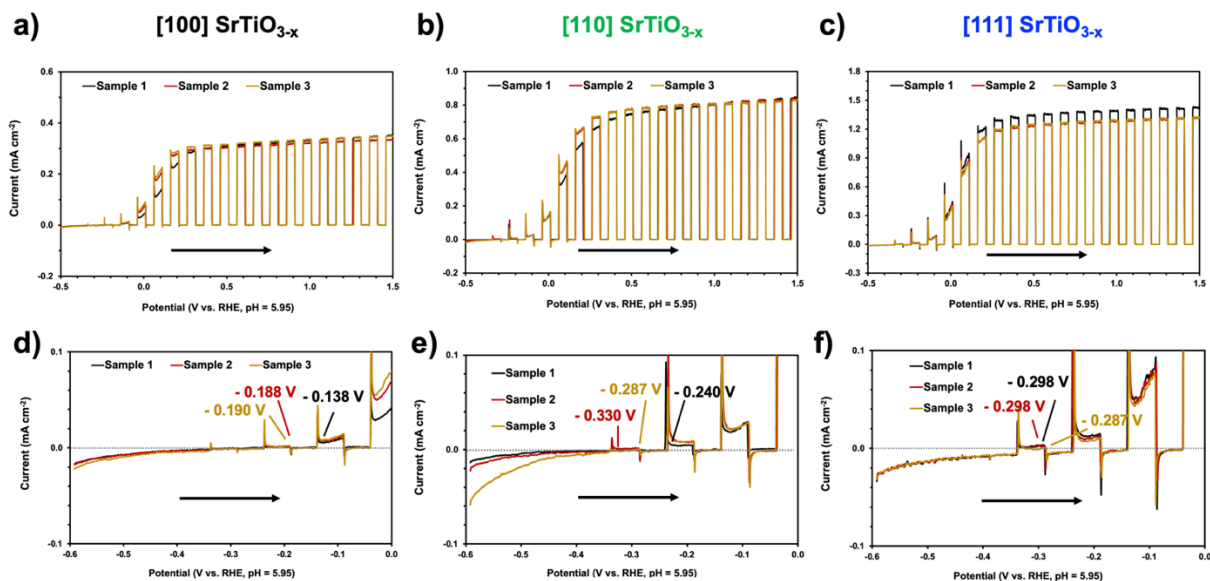 a)
[100] SrTiO3-x
b)
[110] SrTiO3-x
c)
[111] SrTiO3-x
Current (mA cm-2)
0.6
0.4
0.2
0.0
-0.2
Sample 1
Sample 2
Sample 3
-0.5
0.0
0.5
1.0
1.5
Potential (V vs. RHE, pH = 5.95)
Current (mA cm-2)
1.0
0.8
0.6
0.4
0.2
0.0
-0.2
Sample 1
Sample 2
Sample 3
-0.5
0.0
0.5
1.0
1.5
Potential (V vs. RHE, pH = 5.95)
Current (mA cm-2)
1.8
1.5
1.2
0.9
0.6
0.3
0.0
-0.3
Sample 1
Sample 2
Sample 3
-0.5
0.0
0.5
1.0
1.5
Potential (V vs. RHE, pH = 5.95)
d)
Current (mA cm-2)
0.1
0.0
-0.1
Sample 1
Sample 2
Sample 3
- 0.188 V
- 0.138 V
- 0.190 V
-0.6
-0.5
-0.4
-0.3
-0.2
-0.1
0.0
Potential (V vs. RHE, pH = 5.95)
e)
Current (mA cm-2)
0.1
0.0
-0.1
Sample 1
Sample 2
Sample 3
- 0.287 V
- 0.240 V
- 0.330 V
-0.6
-0.5
-0.4
-0.3
-0.2
-0.1
0.0
Potential (V vs. RHE, pH = 5.95)
f)
Current (mA cm-2)
0.1
0.0
-0.1
Sample 1
Sample 2
Sample 3
- 0.298 V
- 0.298 V
- 0.287 V
-0.6
-0.5
-0.4
-0.3
-0.2
-0.1
0.0
Potential (V vs. RHE, pH = 5.95)